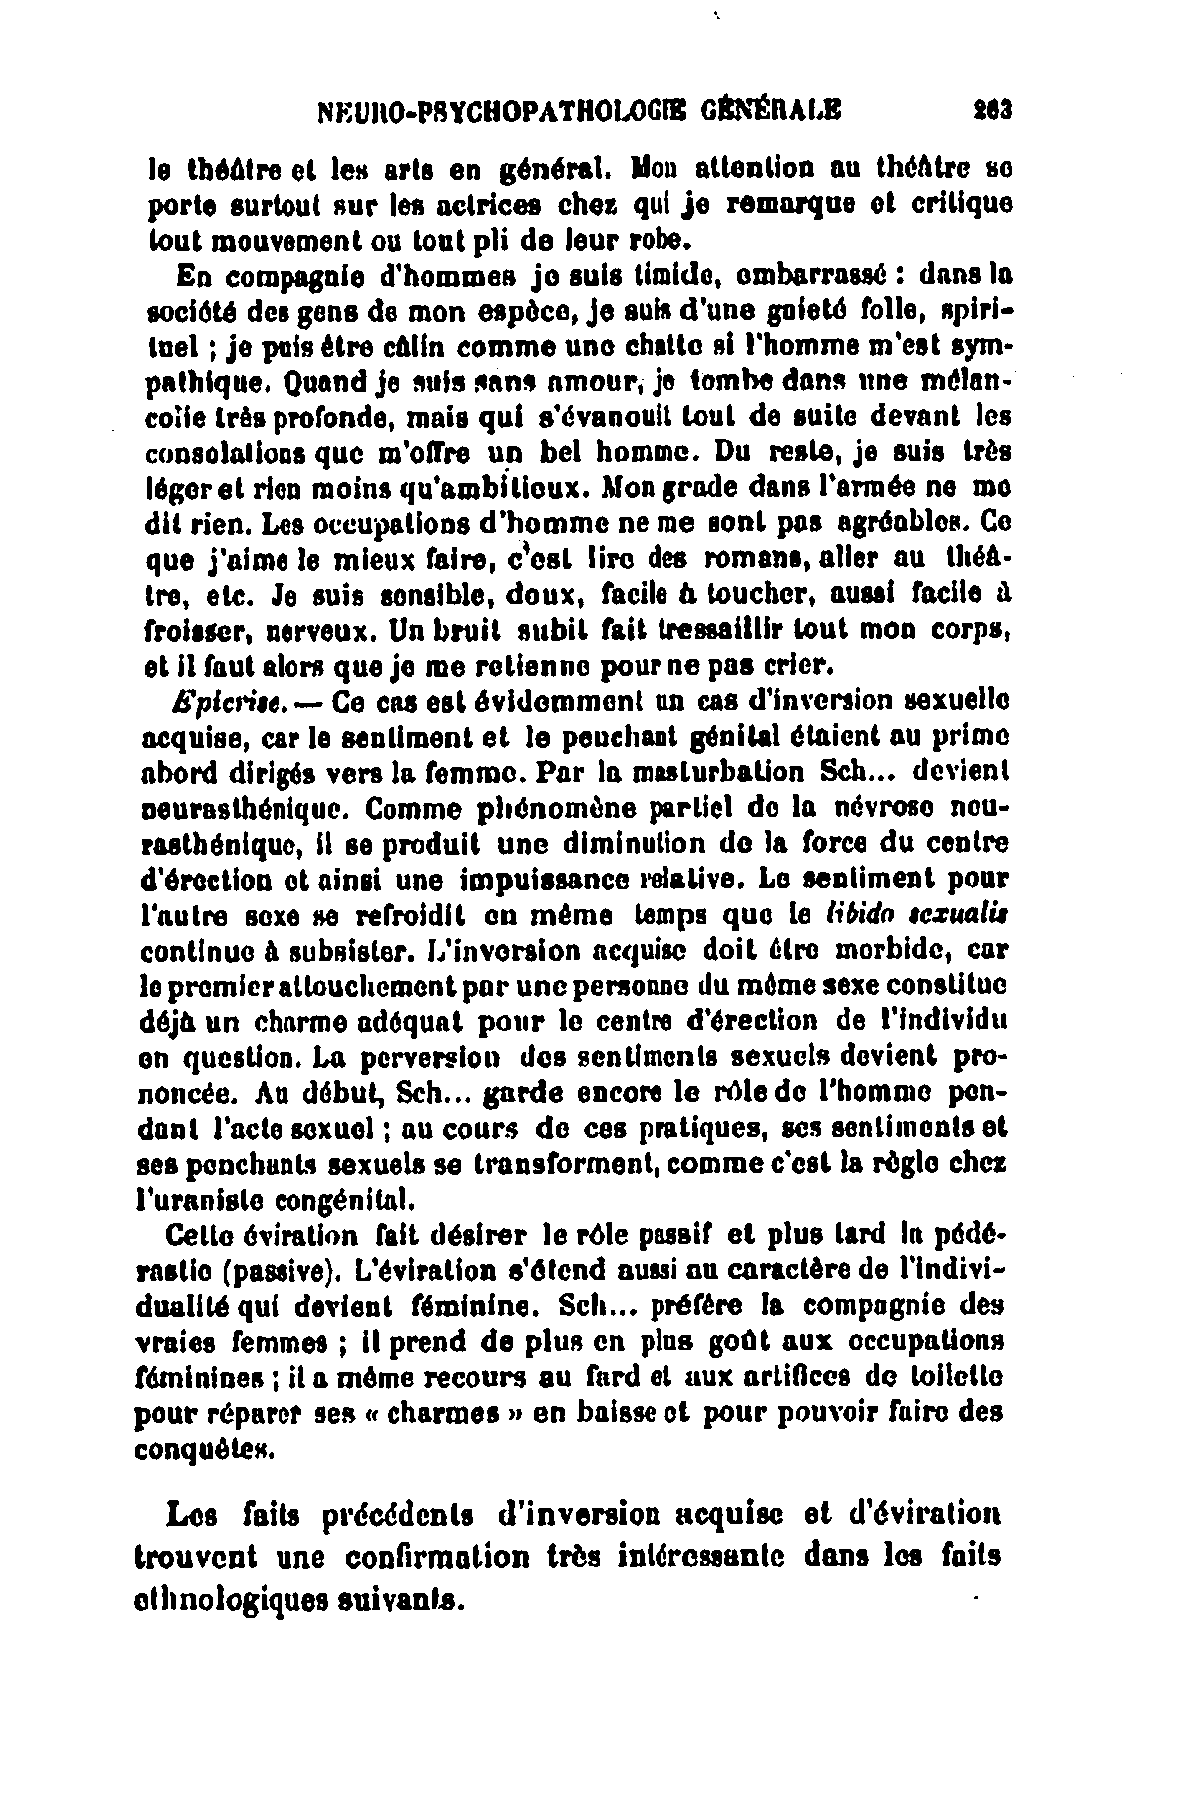 NEURO-PSYCHOPATHOLOGIE GÉNÉRALE 263
le théâtre et les arts en général. Mon attention au théâtre se
porte surtout sur les actrices chez qui je remarque et critique
tout mouvement ou tout pli de leur robe.
En compagnie d'hommes je suis timide, embarrassé : dans la
société des gens de mon espèce, je suis d'une gaieté folle, spiri-
tuel ; je puis être câlin comme une chatte si l'homme m'est sym-
pathique. Quand je suis sans amour, je tombe dans une mélan-
colie très profonde, mais qui s'évanouit tout de suite devant les
consolations que m'offre un bel homme. Du reste, je suis très
léger et rien moins qu'ambitieux. Mon grade dans l'armée ne me
dit rien. Les occupations d'homme ne me sont pas agréables. Ce
que j'aime le mieux faire, c'est lire des romans, aller au théâ-
tre, etc. Je suis sensible, doux, facile à toucher, aussi facile à
froisser, nerveux. Un bruit subit fait tressaillir tout mon corps,
et il faut alors que je me retienne pour ne pas crier.
Epicrise. — Ce cas est évidemment un cas d'inversion sexuelle
acquise, car le sentiment et le penchant génital étaient au prime
abord dirigés vers la femme. Par la masturbation Sch... devient
neurasthénique. Comme phénomène partiel de la névrose neu-
rasthénique, il se produit une diminution de la force du centre
d'érection et ainsi une impuissance relative. Le sentiment pour
l'autre sexe se refroidit en même temps que le libido sexualis
continue à subsister. L'inversion acquise doit être morbide, car
le premier attouchement par une personne du même sexe constitue
déjà un charme adéquat pour le centre d'érection de l'individu
en question. La perversion des sentiments sexuels devient pro-
noncée. Au début, Sch... garde encore le rôle de l'homme pen-
dant l'acte sexuel ; au cours de ces pratiques, ses sentiments et
ses penchants sexuels se transforment, comme c'est la règle chez
l'uraniste congénital.
Cette éviration fait désirer le rôle passif et plus tard la pédé-
rastie (passive). L'éviration s'étend aussi au caractère de l'indivi-
dualité qui devient féminine. Sch... préfère la compagnie des
vraies femmes ; il prend de plus en plus goût aux occupations
féminines ; il a même recours au fard et aux artifices de toilette
pour réparer ses « charmes » en baisse et pour pouvoir faire des
conquêtes.
Les faits précédents d'inversion acquise et d'éviration
trouvent une confirmation très intéressante dans les faits
ethnologiques suivants.